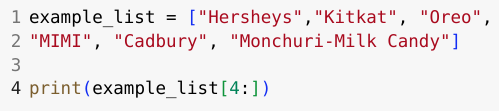 1 example_list = ["Hersheys","Kitkat", "Oreo",
2 "MIMI", "Cadbury", "Monchuri-Milk Candy"]
3
4 print(example_list[4:])